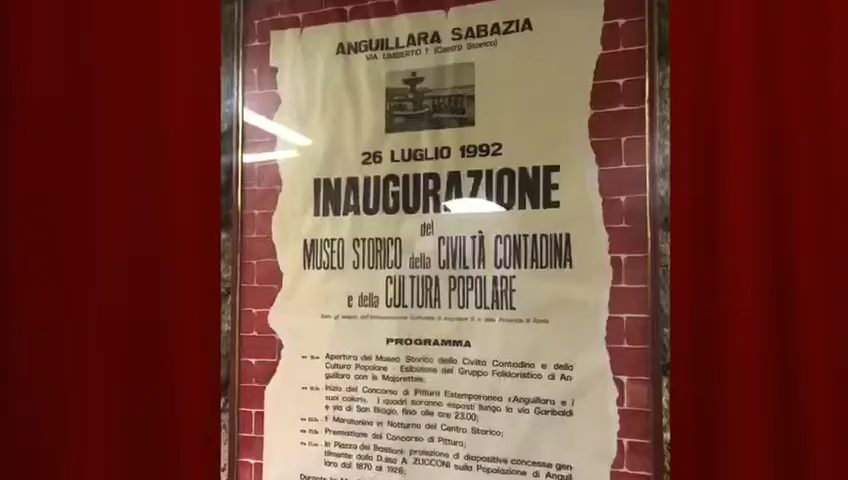 ANGUILLARA SABAZIA
VIA UMBERTO I (Centro Storico)
26 LUGLIO 1992
INAUGURAZIONE
del
MUSEO STORICO della CIVILTÀ CONTADINA
e della CULTURA POPOLARE
PROGRAMMA
Apertura del Museo Storico della Civiltà Contadina e della
Cultura Popolare - Esibizione del Gruppo Folkloristico di An-
guillara con le Majorettes.
Inizio del Concorso di Pittura Estemporanea «Anguillara e i
suoi colori». I quadri saranno esposti lungo la via Garibaldi
e via di San Biagio, fino alle ore 23.00;
1ª Maratonina in Notturna del Centro Storico;
Premiazione del Concorso di Pittura;
In Piazza dei Bastioni: proiezione di diapositive concesse gen-
tilmente dalla D.ssa A. ZUCCONI sulla Popolazione di Anguil-
lara dal 1870 al 1926;